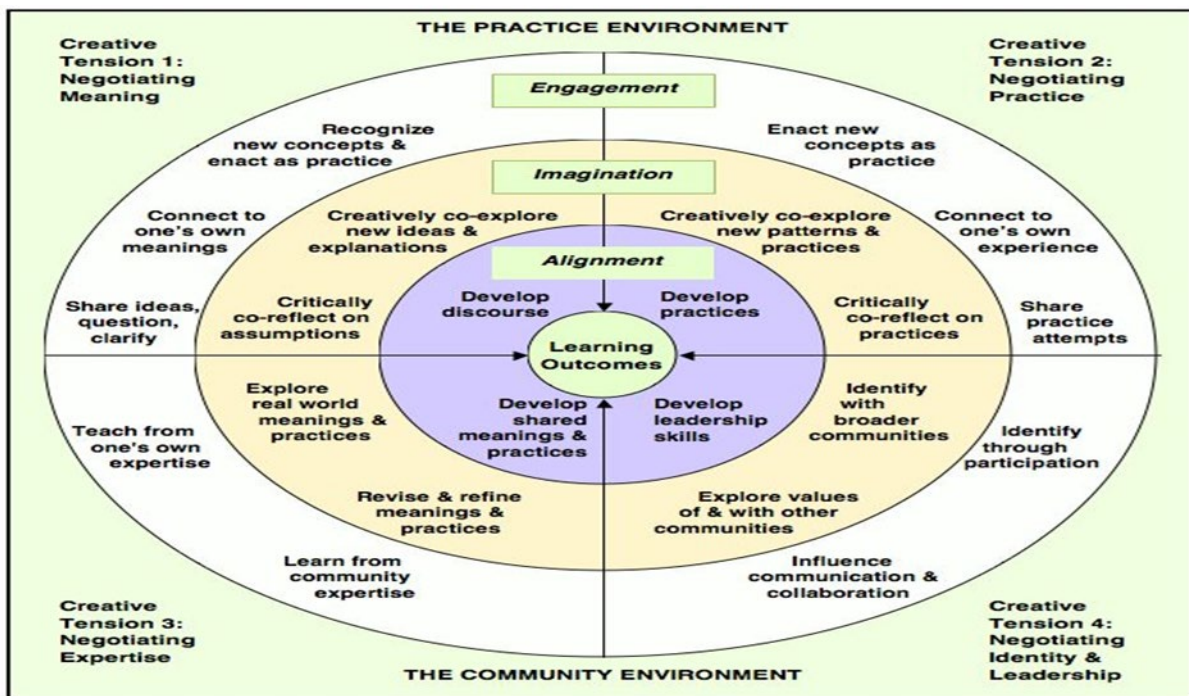 THE PRACTICE ENVIRONMENT
Creative
Tension 1:
Negotiating
Meaning
Creative
Tension 2:
Negotiating
Practice
Engagement
Recognize
new concepts &
enact as practice
Enact new
concepts as
practice
Imagination
Connect to
one's own
meanings
Creatively co-explore
new ideas &
explanations
Creatively co-explore
new patterns &
practices
Connect to
one's own
experience
Alignment
Share ideas,
question,
clarify
Critically
co-reflect on
assumptions
Develop
discourse
Develop
practices
Critically
co-reflect on
practices
Share
practice
attempts
Learning
Outcomes
Teach from
one's own
expertise
Explore
real world
meanings &
practices
Develop
shared
meanings &
practices
Develop
leadership
skills
Identify
with
broader
communities
Identify
through
participation
Revise & refine
meanings &
practices
Explore values
of & with other
communities
Learn from
community
expertise
Influence
communication &
collaboration
Creative
Tension 3:
Negotiating
Expertise
Creative
Tension 4:
Negotiating
Identity &
Leadership
THE COMMUNITY ENVIRONMENT